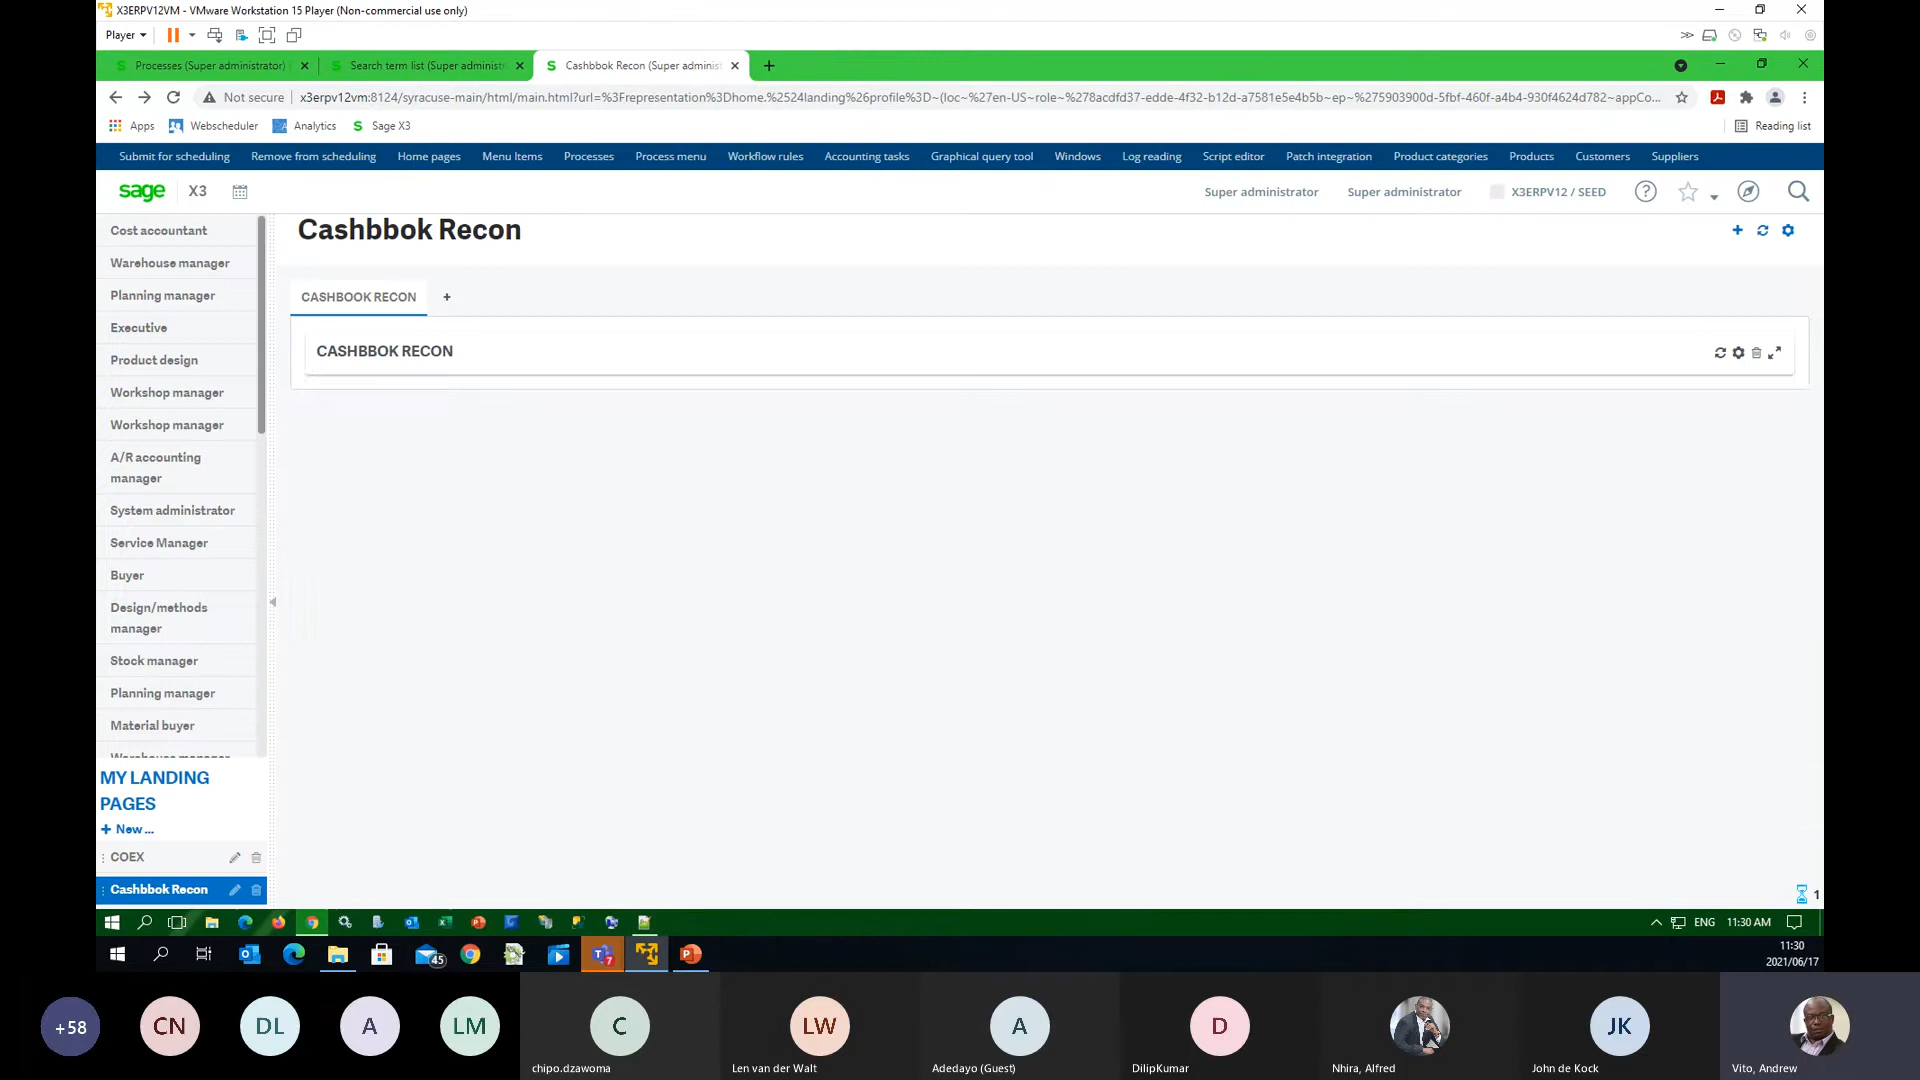 X3ERPV12VM - VMware Workstation 15 Player (Non-commercial use only)
Player
Processes (Super administrator)
Search term list (Super administr
Cashbbok Recon (Super adminis
Not secure
x3erpv12vm:8124/syracuse-main/html/main.html?url=%3Frepresentation%3Dhome.%2524landing%26profile%3D~(loc~%27en-US~role~%278acdfd37-edde-4f32-b12d-a7581e5e4b5b~ep~%275903900d-5fbf-460f-a4b4-930f4624d782~appCo...
Apps
Webscheduler
Analytics
Sage X3
Reading list
Submit for scheduling
Remove from scheduling
Home pages
Menu Items
Processes
Process menu
Workflow rules
Accounting tasks
Graphical query tool
Windows
Log reading
Script editor
Patch integration
Product categories
Products
Customers
Suppliers
sage
X3
Super administrator
Super administrator
X3ERPV12 / SEED
Cost accountant
Warehouse manager
Planning manager
Executive
Product design
Workshop manager
Workshop manager
A/R accounting
manager
System administrator
Service Manager
Buyer
Design/methods
manager
Stock manager
Planning manager
Material buyer
Warehouse manager
MY LANDING
PAGES
+ New ...
COEX
Cashbbok Recon
Cashbbok Recon
CASHBOOK RECON
+
CASHBBOK RECON
1
ENG
11:30 AM
45
7
11:30
2021/06/17
+58
CN
DL
A
LM
C
chipo.dzawoma
LW
Len van der Walt
A
Adedayo (Guest)
D
DilipKumar
Nhira, Alfred
JK
John de Kock
Vito, Andrew